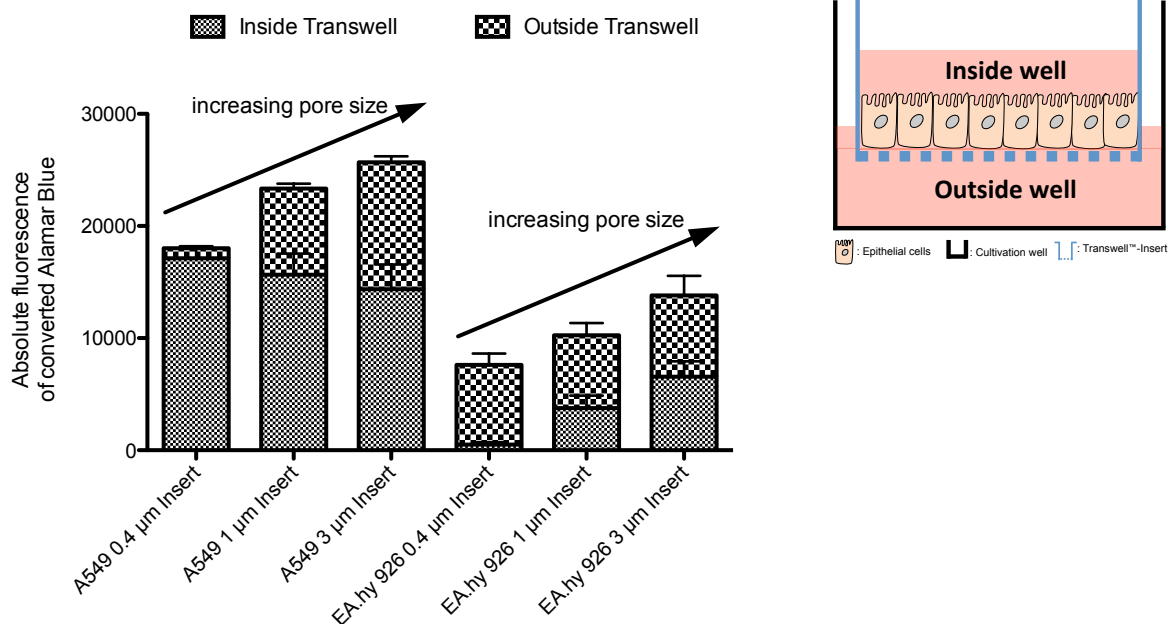 Inside Transwell
Outside Transwell
increasing pore size
increasing pore size
Absolute fluorescence
of converted Alamar Blue
30000
20000
10000
0
A549 0.4 µm Insert
A549 1 µm Insert
A549 3 µm Insert
EA.hy 926 0.4 µm Insert
EA.hy 926 1 µm Insert
EA.hy 926 3 µm Insert
Inside well
Outside well
: Epithelial cells
: Cultivation well
: Transwell™-Insert